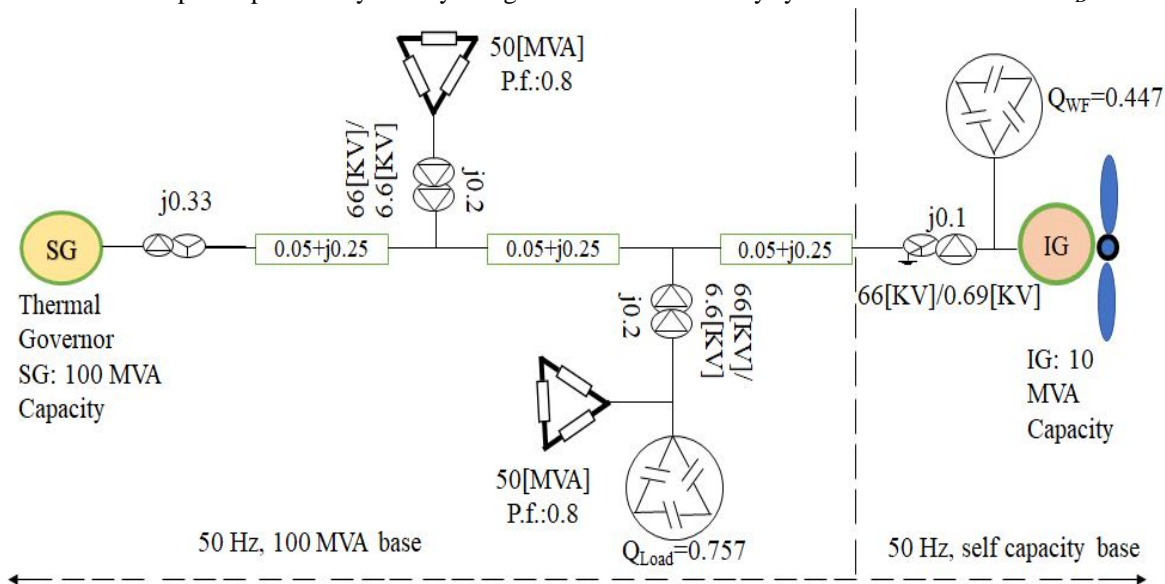 50[MVA]
P.f.:0.8
Q_WF=0.447
66[KV]/
6.6[KV]
j0.2
j0.33
j0.1
SG
0.05+j0.25
0.05+j0.25
0.05+j0.25
IG
Thermal
Governor
SG: 100 MVA
Capacity
j0.2
66[KV]/
6.6[KV]
66[KV]/0.69[KV]
IG: 10
MVA
Capacity
50[MVA]
P.f.:0.8
Q_Load=0.757
50 Hz, 100 MVA base
50 Hz, self capacity base